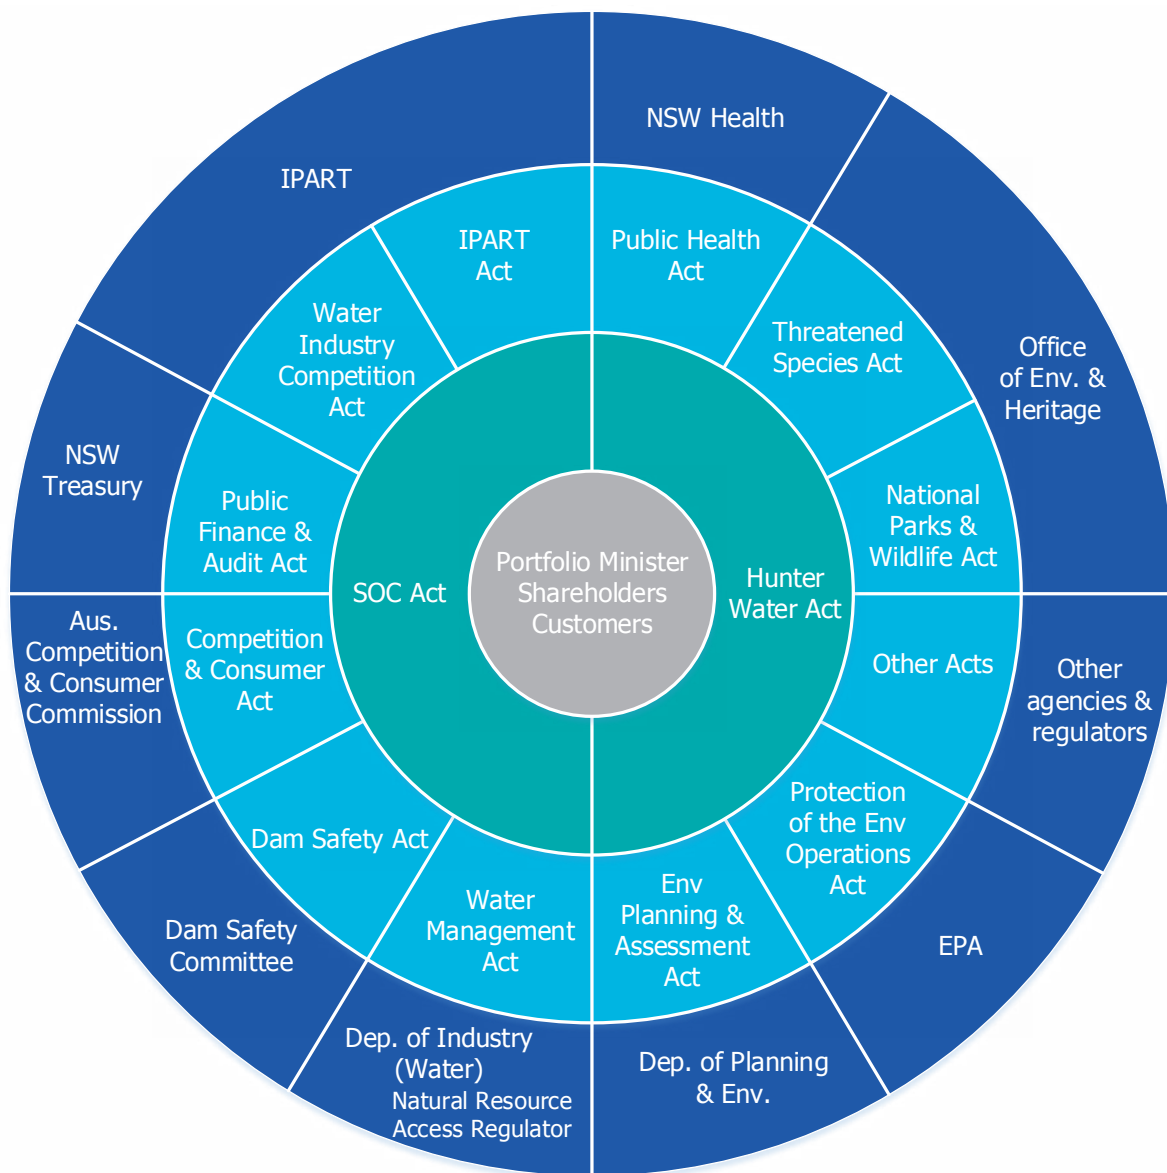 NSW Health
IPART
IPART
Act
Public Health
Act
Water
Industry
Competition
Act
Threatened
Species Act
Office
of Env. &
Heritage
NSW
Treasury
Public
Finance &
Audit Act
National
Parks &
Wildlife Act
SOC Act
Portfolio Minister
Shareholders
Customers
Hunter
Water Act
Aus.
Competition
& Consumer
Commission
Competition
& Consumer
Act
Other Acts
Other
agencies &
regulators
Dam Safety Act
Protection
of the Env
Operations
Act
Water
Management
Act
Env
Planning &
Assessment
Act
Dam Safety
Committee
EPA
Dep. of Industry
(Water)
Natural Resource
Access Regulator
Dep. of Planning
& Env.